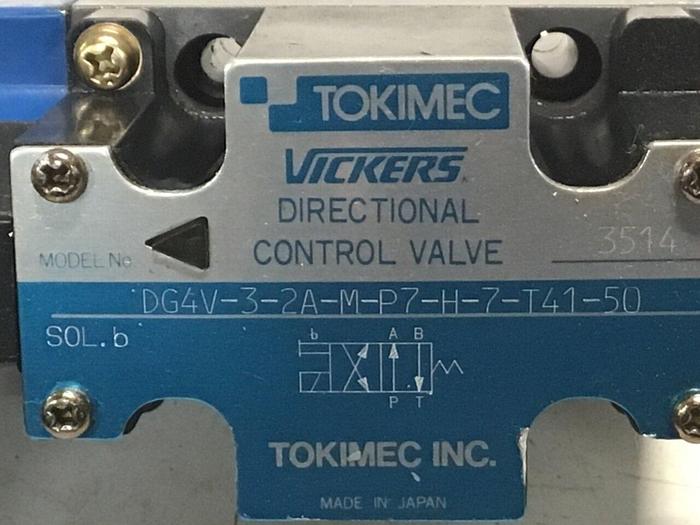 TOKIMEC
VICKERS
DIRECTIONAL
CONTROL VALVE
3514
MODEL No.
DG4V-3-2A-M-P7-H-7-T41-50
SOL.b
b A B
P T
TOKIMEC INC.
MADE IN JAPAN